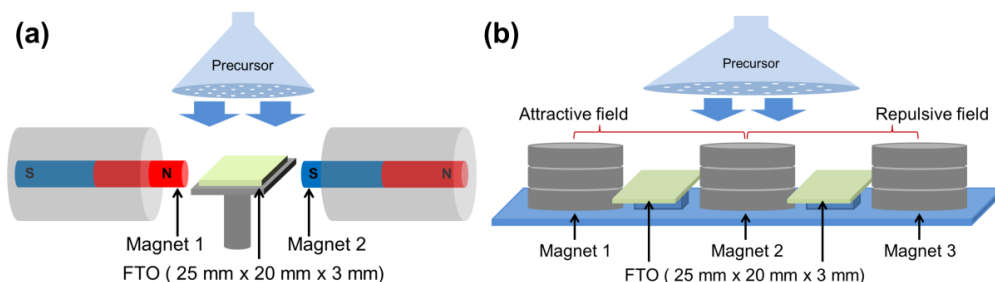 (a)
Precursor
S
N
S
N
Magnet 1
Magnet 2
FTO ( 25 mm x 20 mm x 3 mm)
(b)
Precursor
Attractive field
Repulsive field
Magnet 1
Magnet 2
Magnet 3
FTO ( 25 mm x 20 mm x 3 mm)